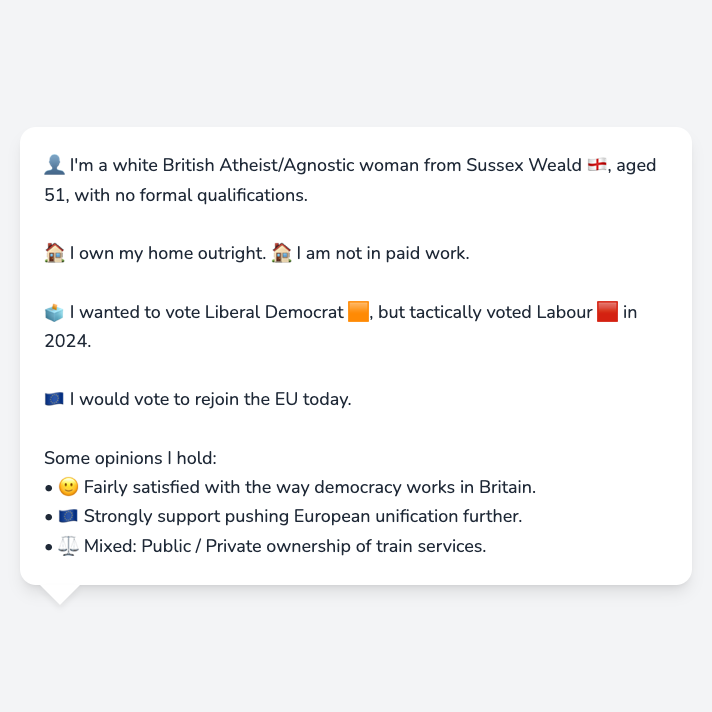 👤 I'm a white British Atheist/Agnostic woman from Sussex Weald 🏴󠁧󠁢󠁥󠁮󠁧󠁿, aged
51, with no formal qualifications.
🏠 I own my home outright. 🏠 I am not in paid work.
🗳️ I wanted to vote Liberal Democrat 🟧, but tactically voted Labour 🟥 in
2024.
🇪🇺 I would vote to rejoin the EU today.
Some opinions I hold:
• 🙂 Fairly satisfied with the way democracy works in Britain.
• 🇪🇺 Strongly support pushing European unification further.
• ⚖️ Mixed: Public / Private ownership of train services.